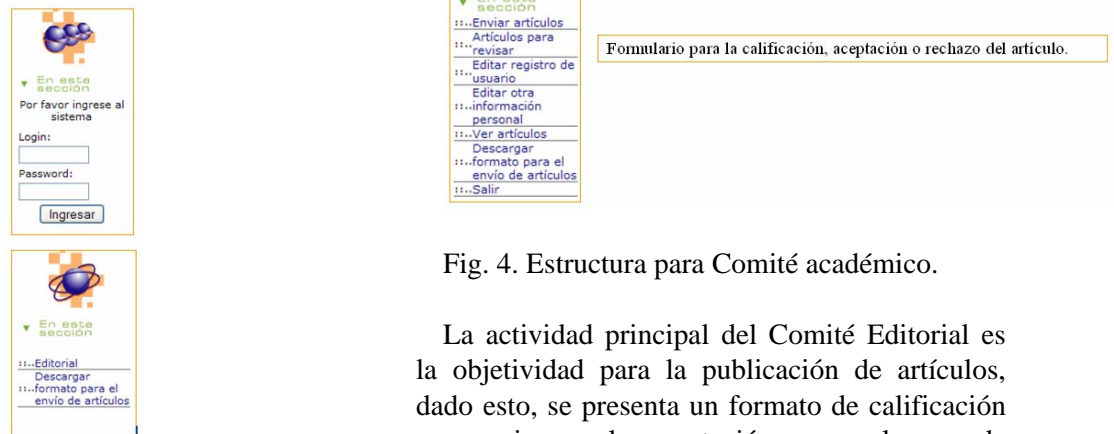 En esta
sección
Por favor ingrese al
sistema
Login:
Password:
Ingresar
En esta
sección
::..Editorial
Descargar
::..formato para el
envío de artículos
sección
::..Enviar artículos
Artículos para
::..revisar
Editar registro de
::..usuario
Editar otra
::..información
personal
::..Ver artículos
Descargar
::..formato para el
envío de artículos
::..Salir
Formulario para la calificación, aceptación o rechazo del artículo.
Fig. 4. Estructura para Comité académico.
La actividad principal del Comité Editorial es
la objetividad para la publicación de artículos,
dado esto, se presenta un formato de calificación